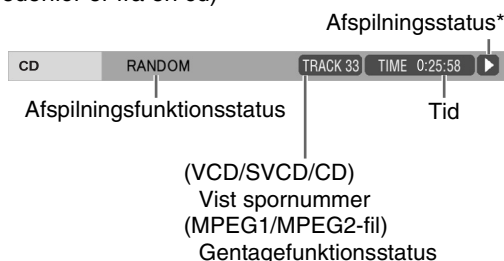 Afspilningsstatus*
CD RANDOM TRACK 33 TIME 0:25:58
Afspilningsfunktionsstatus Tid
(VCD/SVCD/CD)
Vist spornummer
(MPEG1/MPEG2-fil)
Gentagefunktionsstatus